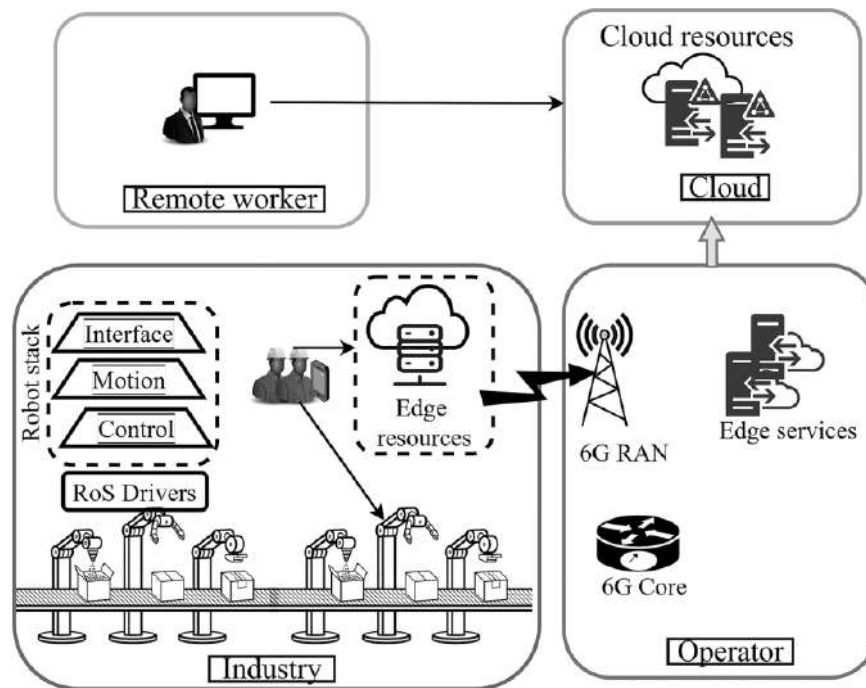 Remote worker
Cloud resources
Cloud
Robot stack
Interface
Motion
Control
RoS Drivers
Edge
resources
Industry
6G RAN
Edge services
6G Core
Operator